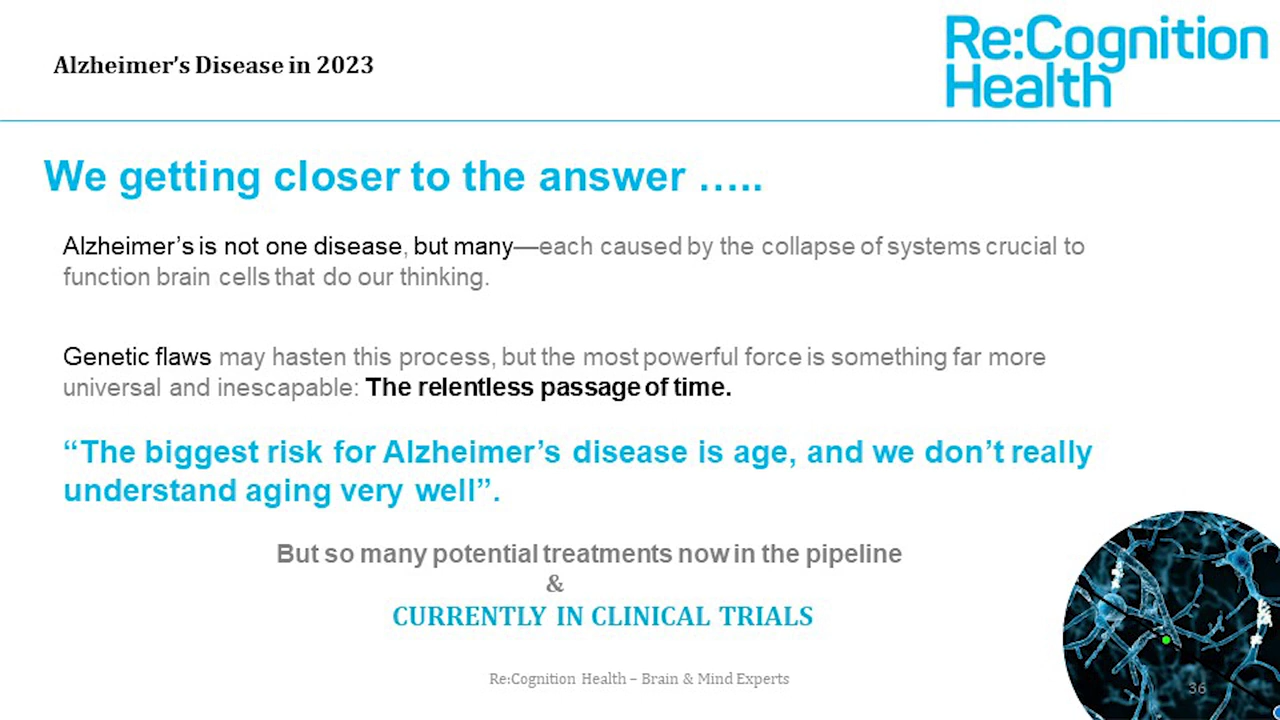 Alzheimer's Disease in 2023
Re:Cognition
Health
We getting closer to the answer …..
Alzheimer's is not one disease, but many—each caused by the collapse of systems crucial to
function brain cells that do our thinking.
Genetic flaws may hasten this process, but the most powerful force is something far more
universal and inescapable: The relentless passage of time.
“The biggest risk for Alzheimer's disease is age, and we don't really
understand aging very well”.
But so many potential treatments now in the pipeline
&
CURRENTLY IN CLINICAL TRIALS
Re:Cognition Health – Brain & Mind Experts
36